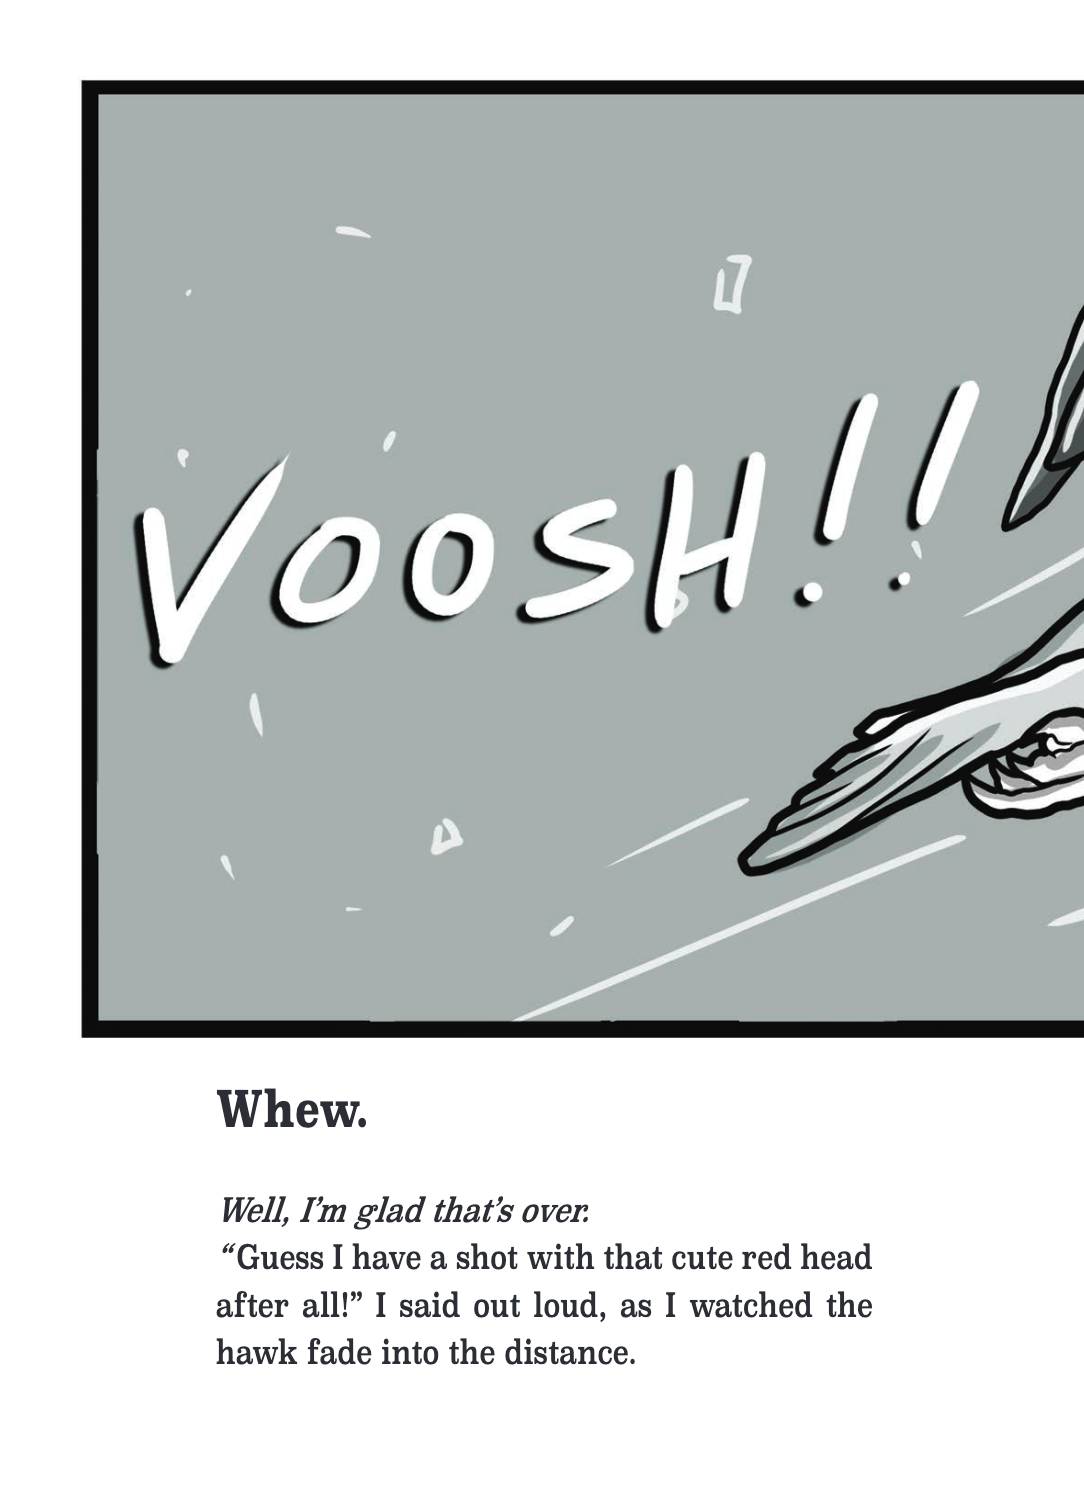 VOOSH!!
Whew.
Well, I’m glad that’s over.
“Guess I have a shot with that cute red head
after all!” I said out loud, as I watched the
hawk fade into the distance.